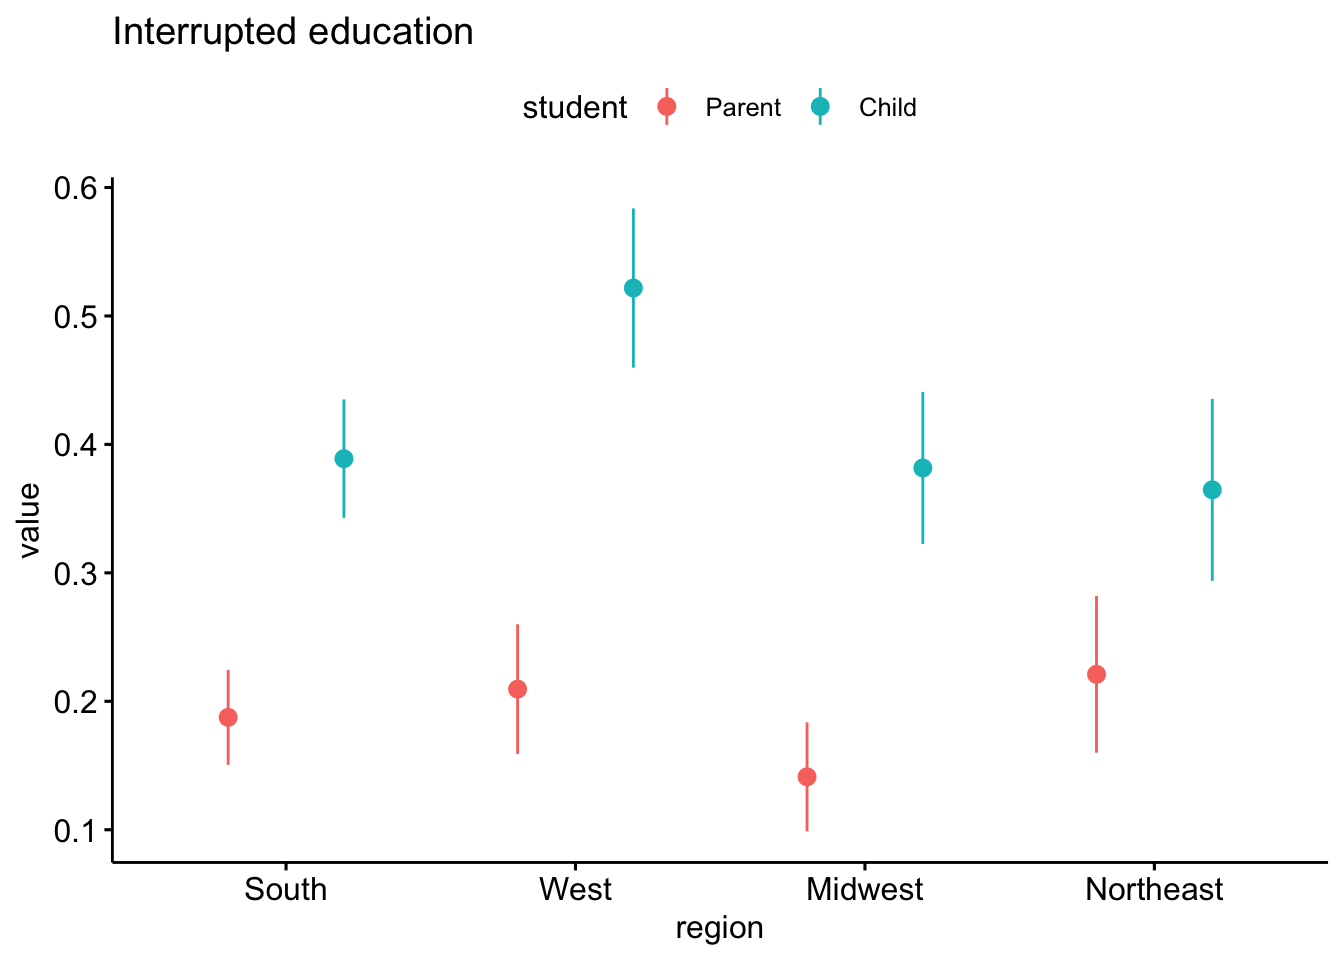 Interrupted education
student Parent Child
0.6
0.5
0.4
0.3
0.2
0.1
value
South West Midwest Northeast
region